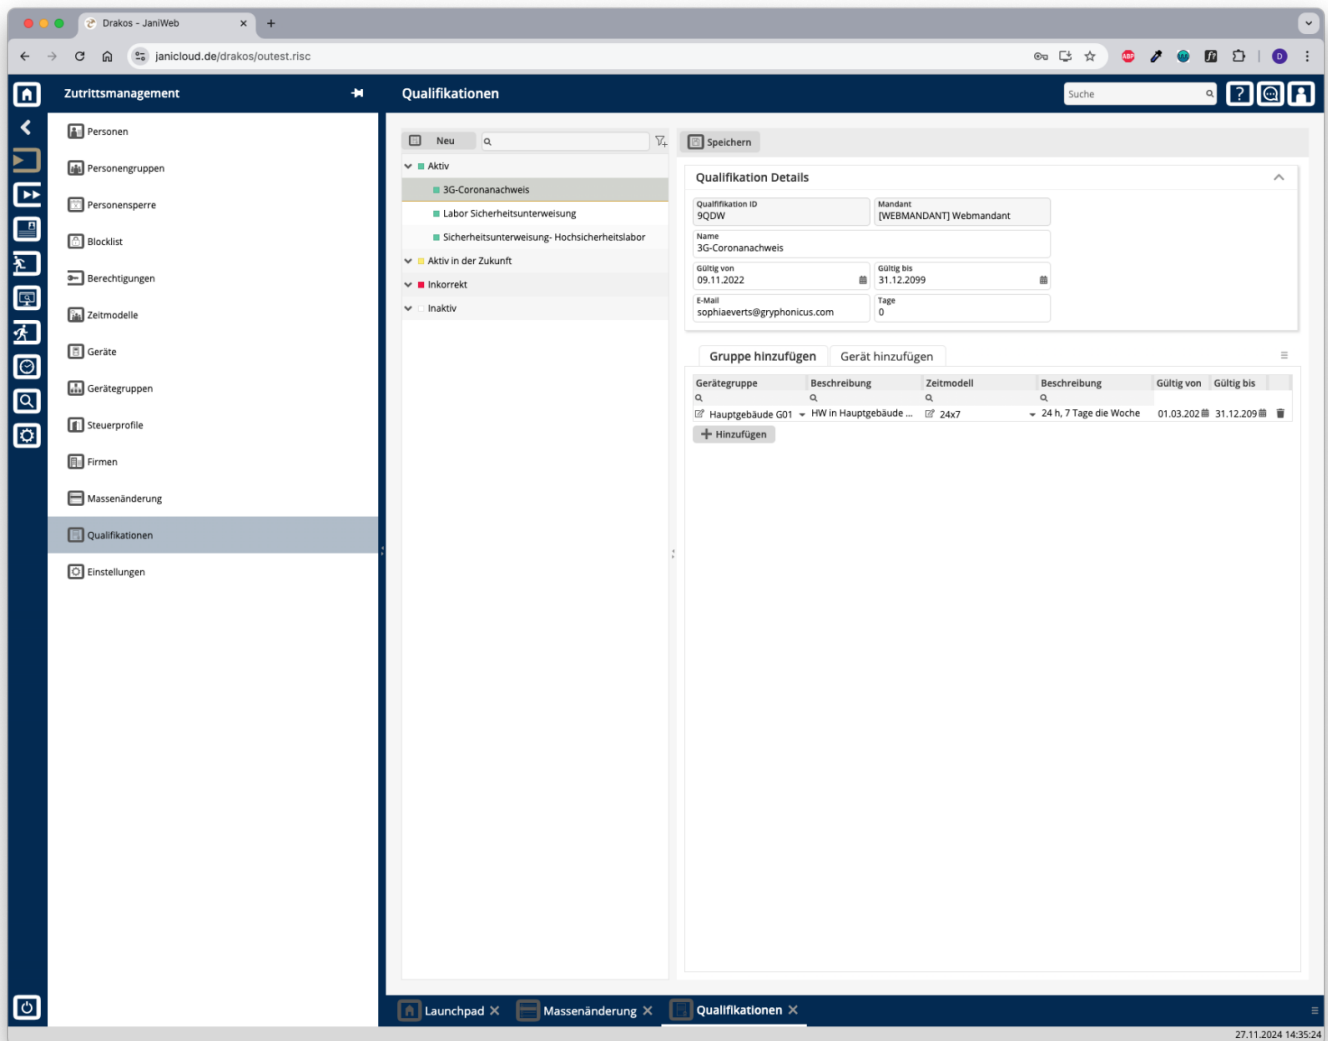 Drakos – JaniWeb
janicloud.de/drakos/outest.risc
ABP
D
Zutrittsmanagement
Qualifikationen
Suche
Personen
Personengruppen
Personensperre
Blocklist
Berechtigungen
Zeitmodelle
Geräte
Gerätegruppen
Steuerprofile
Firmen
Massenänderung
Qualifikationen
Einstellungen
Neu
Aktiv
3G-Coronanachweis
Labor Sicherheitsunterweisung
Sicherheitsunterweisung- Hochsicherheitslabor
Aktiv in der Zukunft
Inkorrekt
Inaktiv
Speichern
Qualifikation Details
Qualfifikation ID
9QDW
Mandant
[WEBMANDANT] Webmandant
Name
3G-Coronanachweis
Gültig von
09.11.2022
Gültig bis
31.12.2099
E-Mail
sophiaeverts@gryphonicus.com
Tage
0
Gruppe hinzufügen Gerät hinzufügen
Gerätegruppe Beschreibung Zeitmodell Beschreibung Gültig von Gültig bis
Hauptgebäude G01 HW in Hauptgebäude ... 24x7 24 h, 7 Tage die Woche 01.03.202 31.12.209
Hinzufügen
Launchpad Massenänderung Qualifikationen
27.11.2024 14:35:24